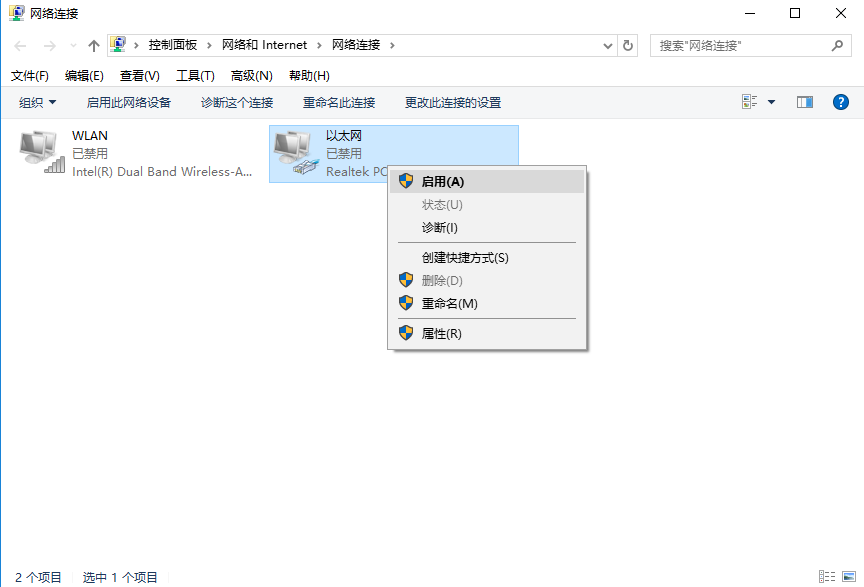 网络连接
控制面板 网络和 Internet 网络连接
搜索"网络连接"
文件(F) 编辑(E) 查看(V) 工具(T) 高级(N) 帮助(H)
组织 启用此网络设备 诊断这个连接 重命名此连接 更改此连接的设置
WLAN
已禁用
Intel(R) Dual Band Wireless-A...
以太网
已禁用
Realtek PC
启用(A)
状态(U)
诊断(I)
创建快捷方式(S)
删除(D)
重命名(M)
属性(R)
2 个项目 选中 1 个项目